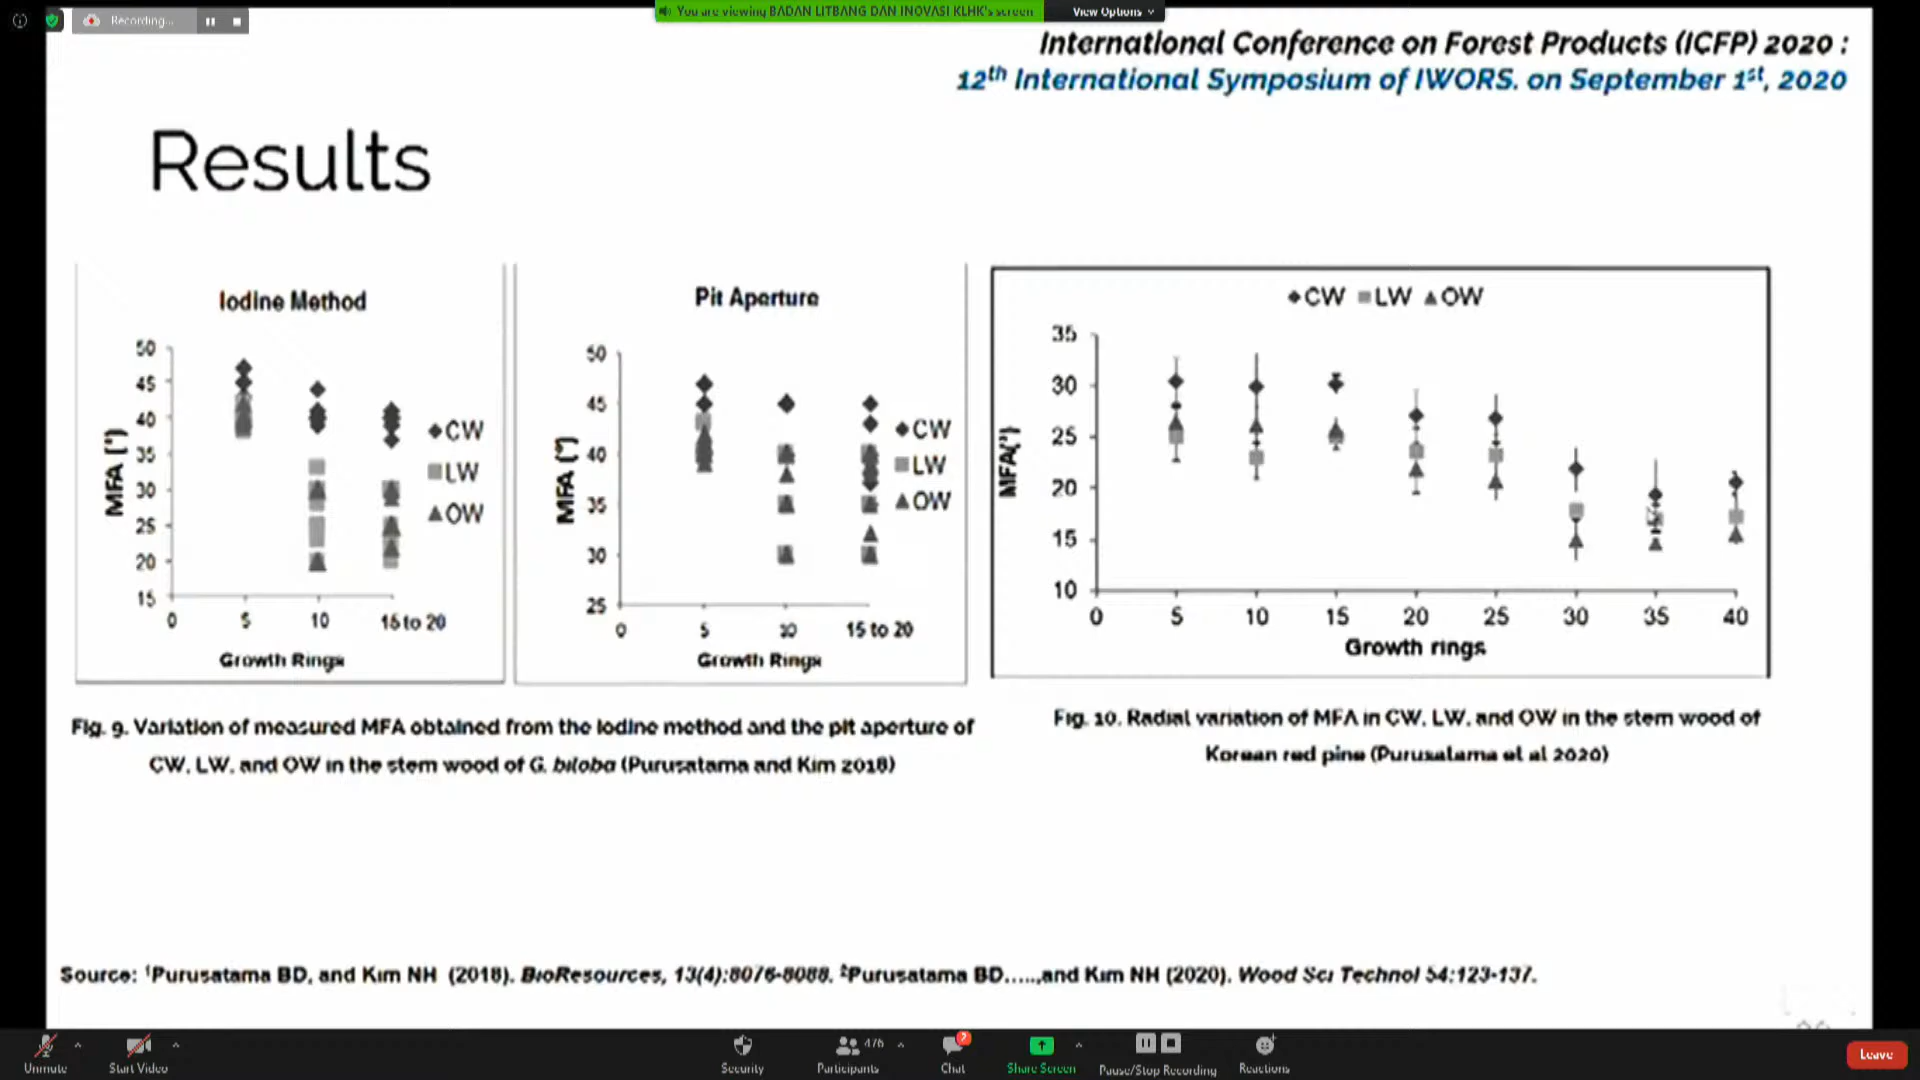 Recording...
You are viewing BADAN LITBANG DAN INOVASI KLHK's screen
View Options
International Conference on Forest Products (ICFP) 2020 :
12th International Symposium of IWORS. on September 1st, 2020
Results
Iodine Method
50
45
40
35
30
25
20
15
MFA (°)
0 5 10 15 to 20
Growth Rings
CW
LW
OW
Pit Aperture
50
45
40
35
30
25
MFA (°)
0 5 10 15 to 20
Growth Rings
CW
LW
OW
CW LW OW
35
30
25
20
15
10
MFA(°)
0 5 10 15 20 25 30 35 40
Growth rings
Fig. 9. Variation of measured MFA obtained from the iodine method and the pit aperture of
CW, LW, and OW in the stem wood of G. biloba (Purusatama and Kim 2018)
Fig. 10. Radial variation of MFA in CW, LW, and OW in the stem wood of
Korean red pine (Purusatama et al 2020)
Source: 1Purusatama BD, and Kim NH (2018). BioResources, 13(4):8076-8088. 2Purusatama BD.....,and Kim NH (2020). Wood Sci Technol 54:123-137.
Unmute
Start Video
Security
Participants
476
Chat
Share Screen
Pause/Stop Recording
Reactions
Leave